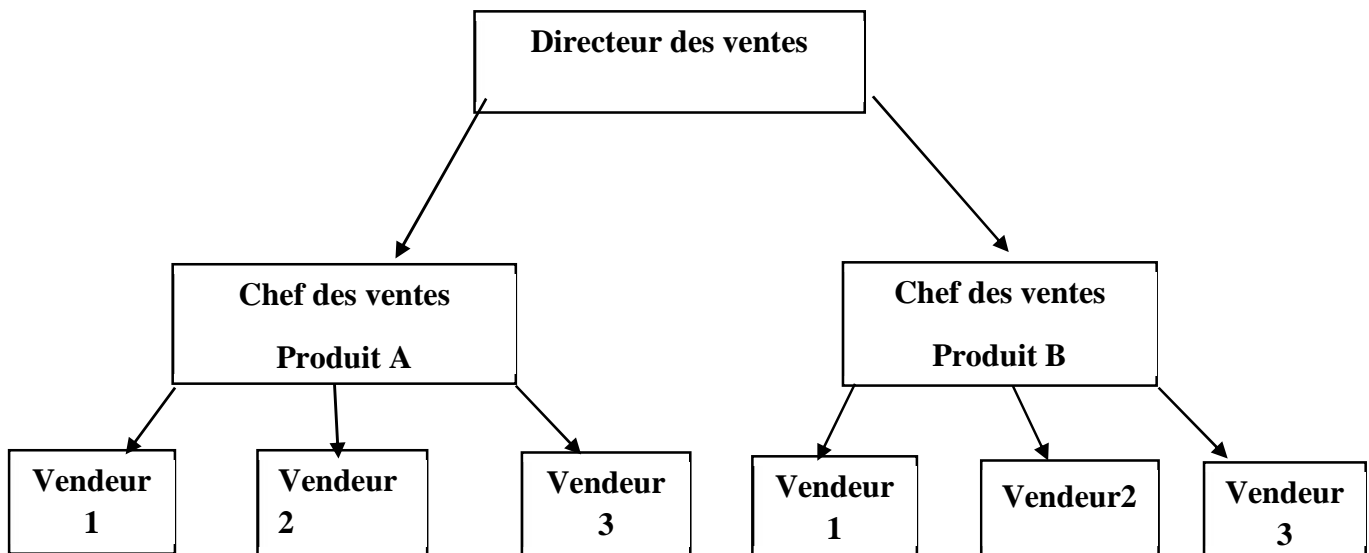 Directeur des ventes
Chef des ventes
Produit A
Chef des ventes
Produit B
Vendeur
1
Vendeur
2
Vendeur
3
Vendeur
1
Vendeur2
Vendeur
3